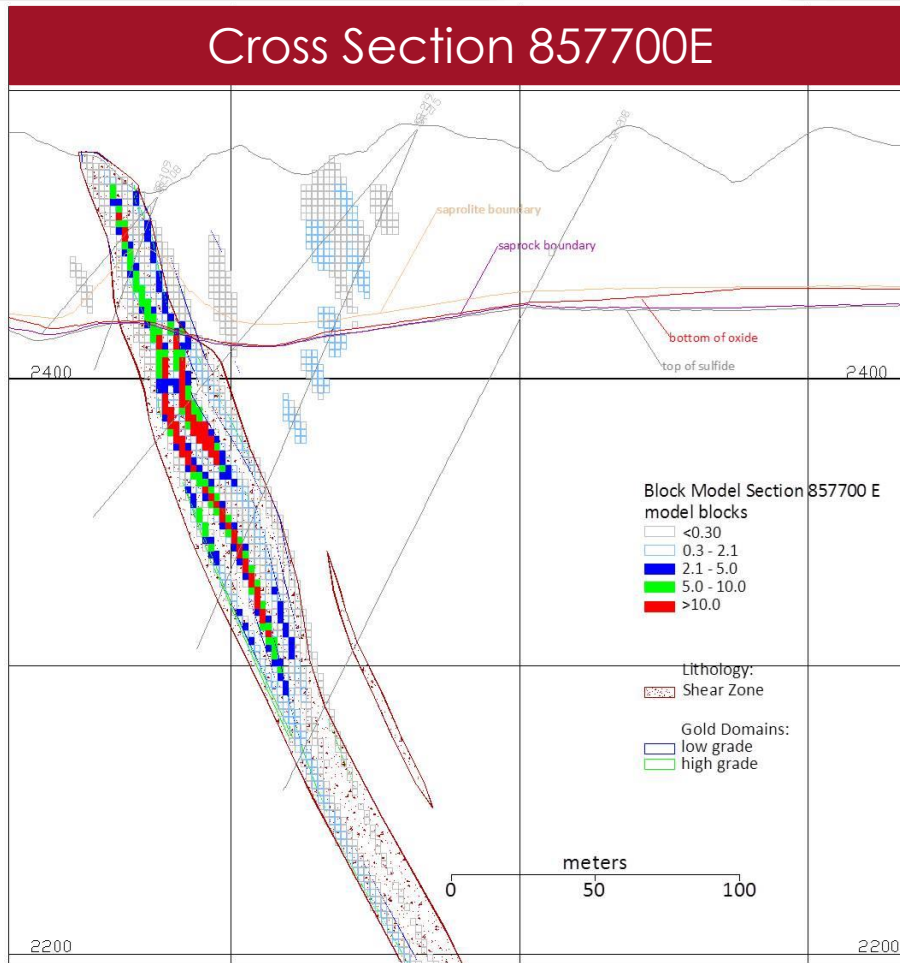 Cross Section 857700E
saprolite boundary
saprock boundary
bottom of oxide
top of sulfide
2400
2400
Block Model Section 857700 E
model blocks
<0.30
0.3 - 2.1
2.1 - 5.0
5.0 - 10.0
>10.0
Lithology:
Shear Zone
Gold Domains:
low grade
high grade
meters
0
50
100
2200
2200